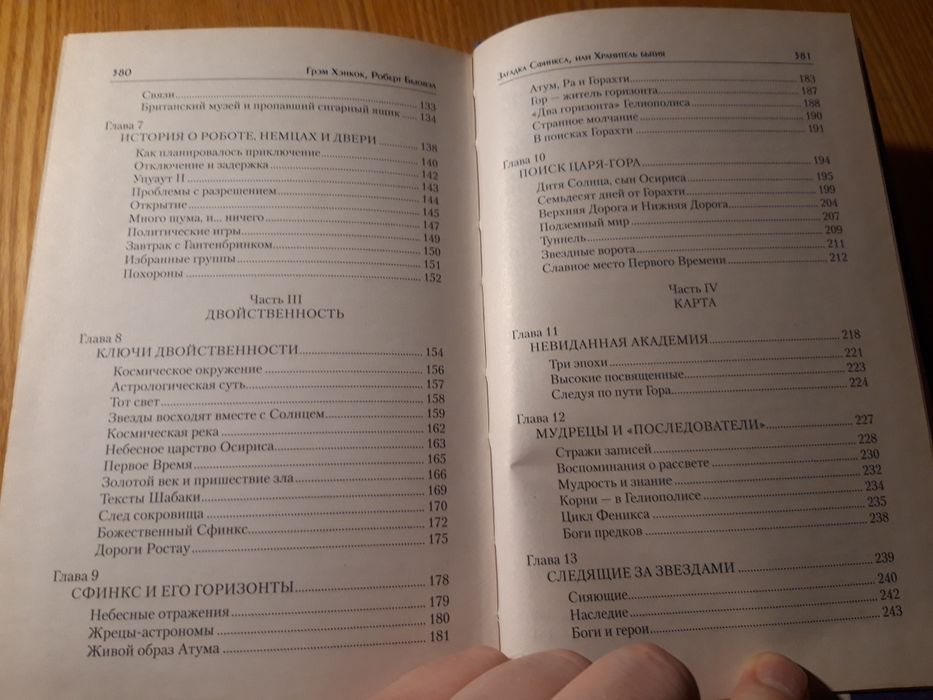 380
Грэм Хэнкок, Роберт Бьювэл
Связи 133
Британский музей и пропавший сигарный ящик 134
Глава 7
ИСТОРИЯ О РОБОТЕ, НЕМЦАХ И ДВЕРИ 138
Как планировалось приключение 140
Отключение и задержка 142
Упуаут II 143
Проблемы с разрешением 144
Открытие 145
Много шума, и... ничего 147
Политические игры 149
Завтрак с Гантенбринком 150
Избранные группы 151
Похороны 152
Часть III
ДВОЙСТВЕННОСТЬ
Глава 8
КЛЮЧИ ДВОЙСТВЕННОСТИ 154
Космическое окружение 156
Астрологическая суть 157
Тот свет 158
Звезды восходят вместе с Солнцем 159
Космическая река 162
Небесное царство Осириса 163
Первое Время 165
Золотой век и пришествие зла 166
Тексты Шабаки 169
След сокровища 170
Божественный Сфинкс 172
Дороги Ростау 175
Глава 9
СФИНКС И ЕГО ГОРИЗОНТЫ 178
Небесные отражения 179
Жрецы-астрономы 180
Живой образ Атума 181
Загадка Сфинкса, или Хранитель бытия
381
Атум, Ра и Горахти 183
Гор — житель горизонта 187
«Два горизонта» Гелиополиса 188
Странное молчание 190
В поисках Горахти 191
Глава 10
ПОИСК ЦАРЯ-ГОРА 194
Дитя Солнца, сын Осириса 195
Семьдесят дней от Горахти 199
Верхняя Дорога и Нижняя Дорога 204
Подземный мир 207
Туннель 209
Звездные ворота 211
Славное место Первого Времени 212
Часть IV
КАРТА
Глава 11
НЕВИДАННАЯ АКАДЕМИЯ 218
Три эпохи 221
Высокие посвященные 223
Следуя по пути Гора 224
Глава 12
МУДРЕЦЫ И «ПОСЛЕДОВАТЕЛИ» 227
Стражи записей 228
Воспоминания о рассвете 230
Мудрость и знание 232
Корни — в Гелиополисе 234
Цикл Феникса 235
Боги предков 238
Глава 13
СЛЕДЯЩИЕ ЗА ЗВЕЗДАМИ 239
Сияющие 240
Наследие 242
Боги и герои 243